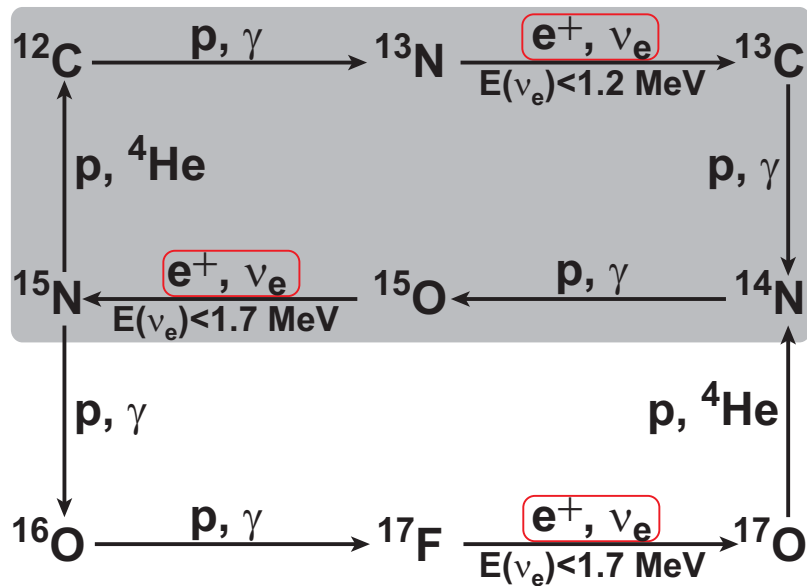 ¹²C p, γ ¹³N e⁺, νₑ ¹³C
E(νₑ)<1.2 MeV
p, ⁴He p, γ
¹⁵N e⁺, νₑ ¹⁵O p, γ ¹⁴N
E(νₑ)<1.7 MeV
p, γ p, ⁴He
¹⁶O p, γ ¹⁷F e⁺, νₑ ¹⁷O
E(νₑ)<1.7 MeV